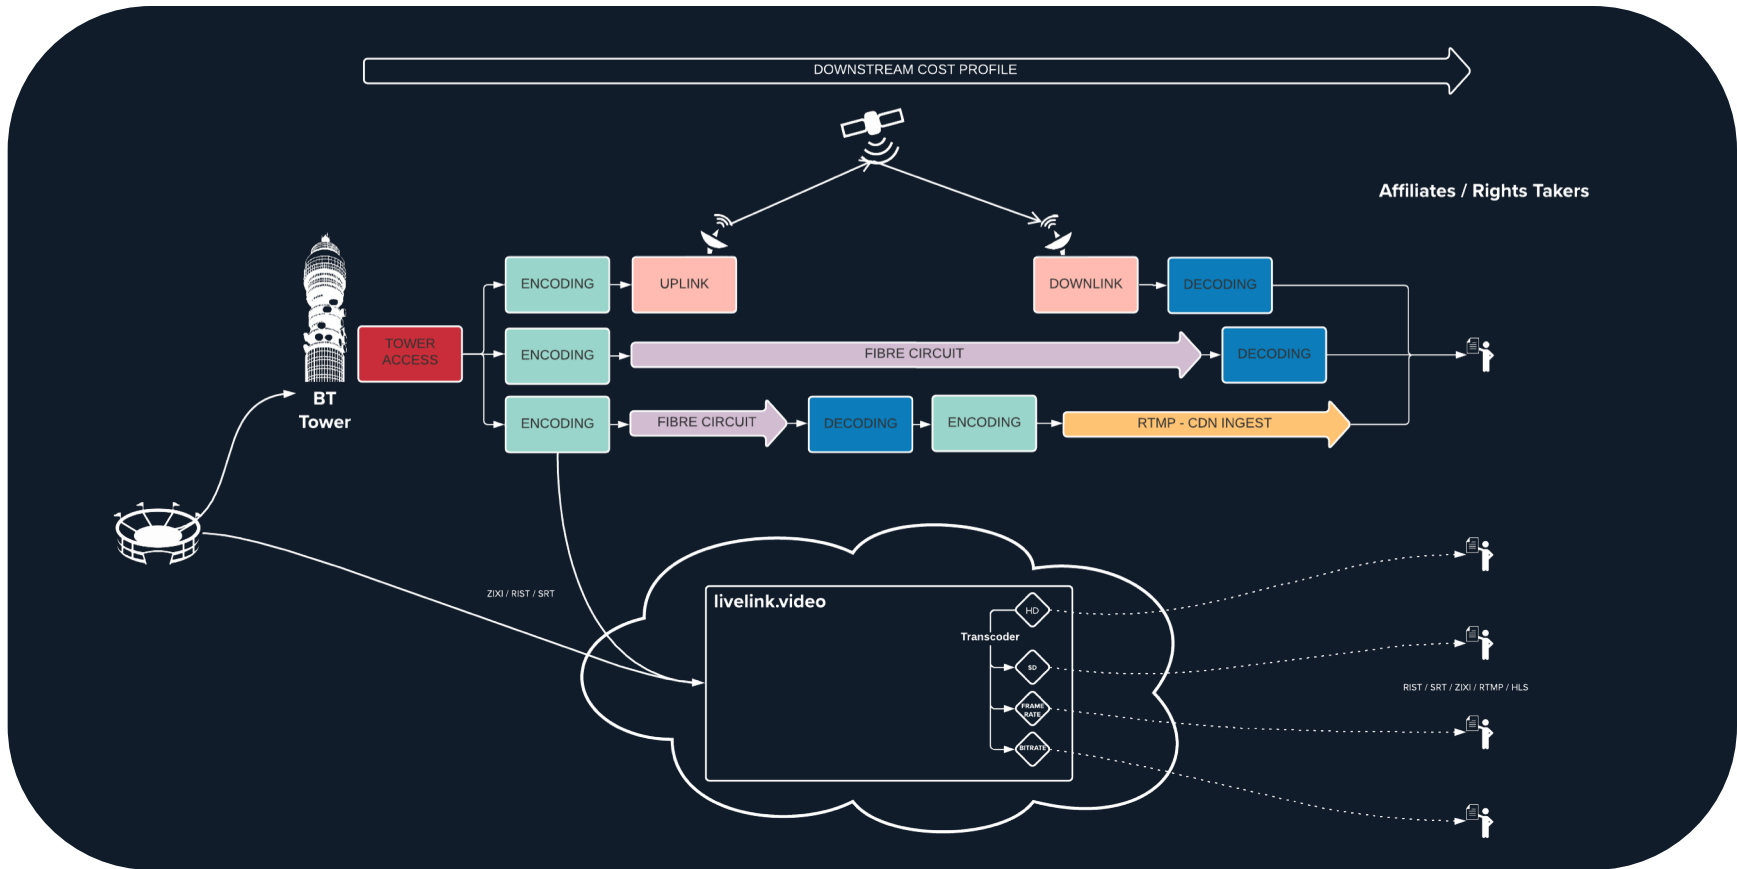 DOWNSTREAM COST PROFILE
Affiliates / Rights Takers
ENCODING
UPLINK
DOWNLINK
DECODING
TOWER
ACCESS
ENCODING
FIBRE CIRCUIT
DECODING
BT
Tower
ENCODING
FIBRE CIRCUIT
DECODING
ENCODING
RTMP - CDN INGEST
ZIXI / RIST / SRT
livelink.video
HD
Transcoder
SD
RIST / SRT / ZIXI / RTMP / HLS
FRAME
RATE
BITRATE